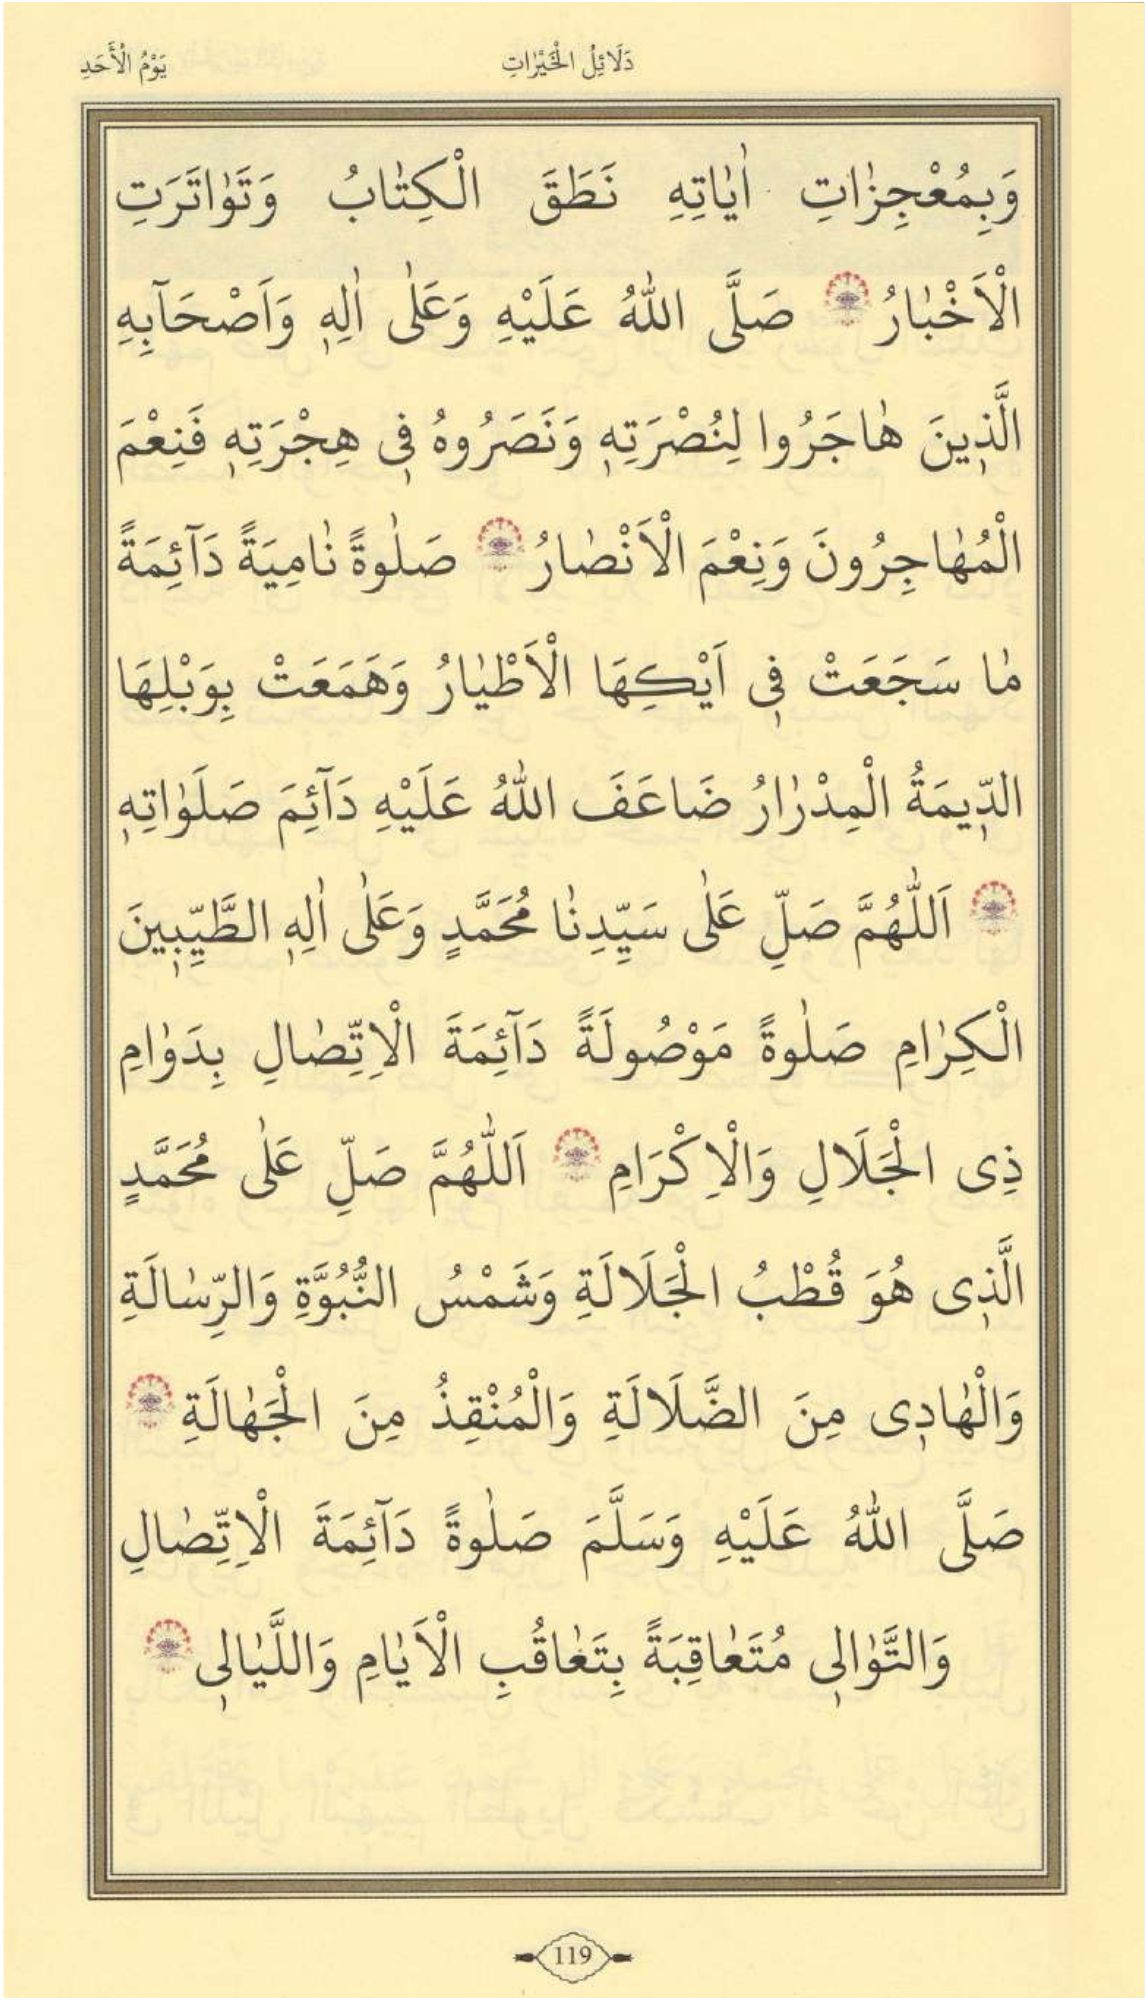 دَلَائِلُ الْخَيْرَاتِ
يَوْمُ الْأَحَدِ
وَبِمُعْجِزٰاتِ اٰيٰاتِهِ نَطَقَ الْكِتٰابُ وَتَوٰاتَرَتِ
الْاَخْبٰارُ صَلَّى اللّٰهُ عَلَيْهِ وَعَلٰى اٰلِهٖ وَاَصْحَآبِهِ
الَّذٖينَ هٰاجَرُوا لِنُصْرَتِهٖ وَنَصَرُوهُ فٖى هِجْرَتِهٖ فَنِعْمَ
الْمُهٰاجِرُونَ وَنِعْمَ الْاَنْصٰارُ صَلٰوةً نٰامِيَةً دَآئِمَةً
مٰا سَجَعَتْ فٖى اَيْكِهَا الْاَطْيٰارُ وَهَمَعَتْ بِوَبْلِهَا
الدّٖيمَةُ الْمِدْرٰارُ ضَاعَفَ اللّٰهُ عَلَيْهِ دَآئِمَ صَلَوٰاتِهٖ
اَللّٰهُمَّ صَلِّ عَلٰى سَيِّدِنٰا مُحَمَّدٍ وَعَلٰى اٰلِهٖ الطَّيِّبٖينَ
الْكِرٰامِ صَلٰوةً مَوْصُولَةً دَآئِمَةَ الْاِتِّصٰالِ بِدَوٰامِ
ذِى الْجَلَالِ وَالْاِكْرَامِ اَللّٰهُمَّ صَلِّ عَلٰى مُحَمَّدٍ
الَّذٖى هُوَ قُطْبُ الْجَلَالَةِ وَشَمْسُ النُّبُوَّةِ وَالرِّسٰالَةِ
وَالْهٰادٖى مِنَ الضَّلَالَةِ وَالْمُنْقِذُ مِنَ الْجَهٰالَةِ
صَلَّى اللّٰهُ عَلَيْهِ وَسَلَّمَ صَلٰوةً دَآئِمَةَ الْاِتِّصٰالِ
وَالتَّوٰالٖى مُتَعٰاقِبَةً بِتَعٰاقُبِ الْاَيٰامِ وَاللَّيٰالٖى
119